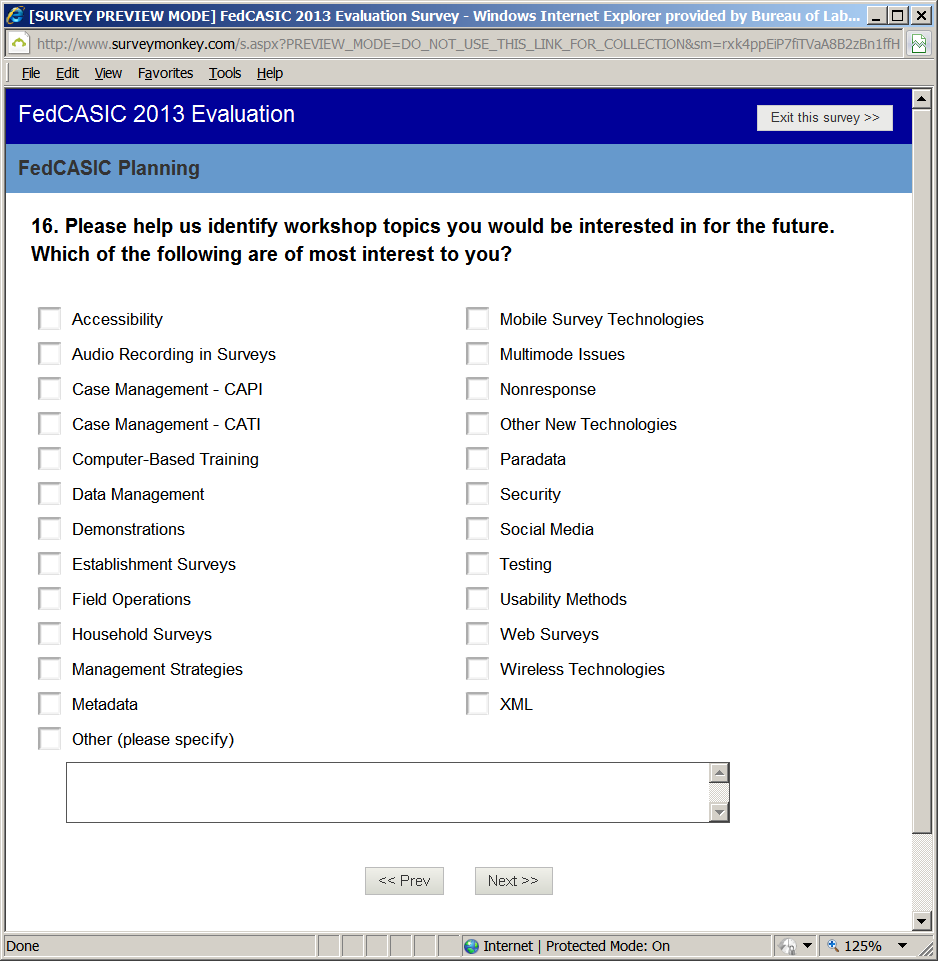 [SURVEY PREVIEW MODE] FedCASIC 2013 Evaluation Survey - Windows Internet Explorer provided by Bureau of Lab...
http://www.surveymonkey.com/s.aspx?PREVIEW_MODE=DO_NOT_USE_THIS_LINK_FOR_COLLECTION&sm=rxk4ppEiP7fiTVaA8B2zBn1ffH
File Edit View Favorites Tools Help
FedCASIC 2013 Evaluation
Exit this survey >>
FedCASIC Planning
16. Please help us identify workshop topics you would be interested in for the future.
Which of the following are of most interest to you?
Accessibility
Audio Recording in Surveys
Case Management - CAPI
Case Management - CATI
Computer-Based Training
Data Management
Demonstrations
Establishment Surveys
Field Operations
Household Surveys
Management Strategies
Metadata
Other (please specify)
Mobile Survey Technologies
Multimode Issues
Nonresponse
Other New Technologies
Paradata
Security
Social Media
Testing
Usability Methods
Web Surveys
Wireless Technologies
XML
<< Prev
Next >>
Done
Internet | Protected Mode: On
125%